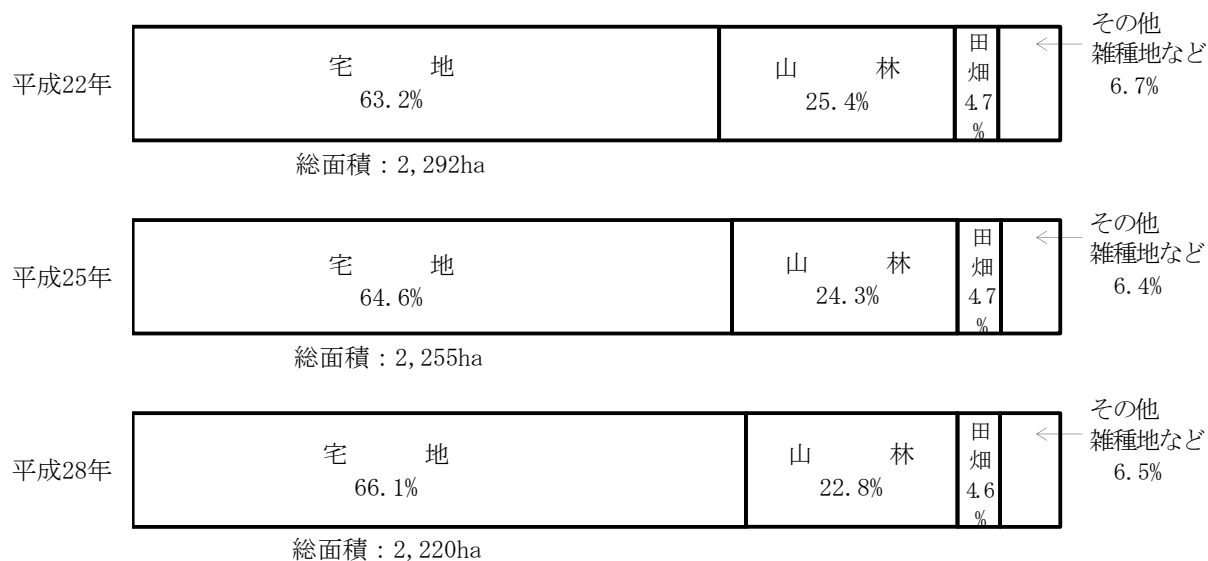 平成22年
宅　　地
63.2%
山　　林
25.4%
田
畑
4.7
%
その他
雑種地など
6.7%
総面積：2,292ha
平成25年
宅　　地
64.6%
山　　林
24.3%
田
畑
4.7
%
その他
雑種地など
6.4%
総面積：2,255ha
平成28年
宅　　地
66.1%
山　　林
22.8%
田
畑
4.6
%
その他
雑種地など
6.5%
総面積：2,220ha